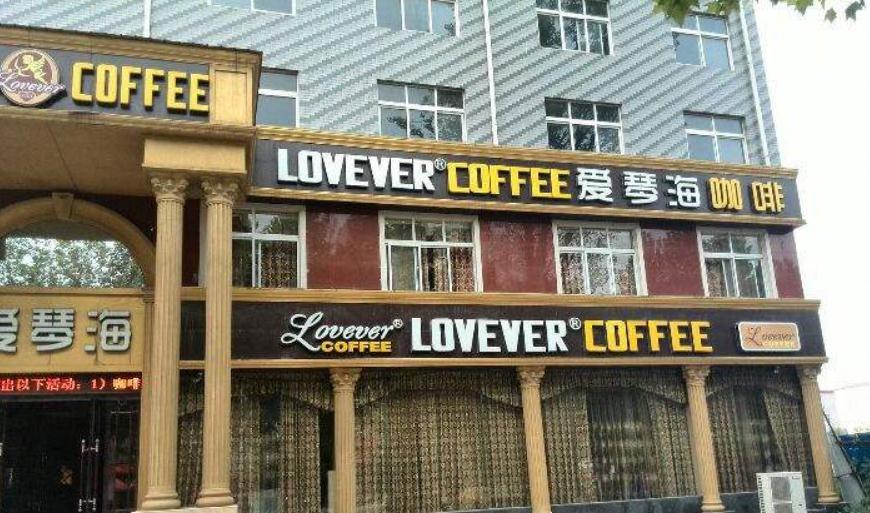 Lovever
COFFEE
LOVEVER® COFFEE 爱琴海咖啡
爱琴海
Lovever®
COFFEE
LOVEVER® COFFEE
Lovever
COFFEE
出以下活动：1）咖啡